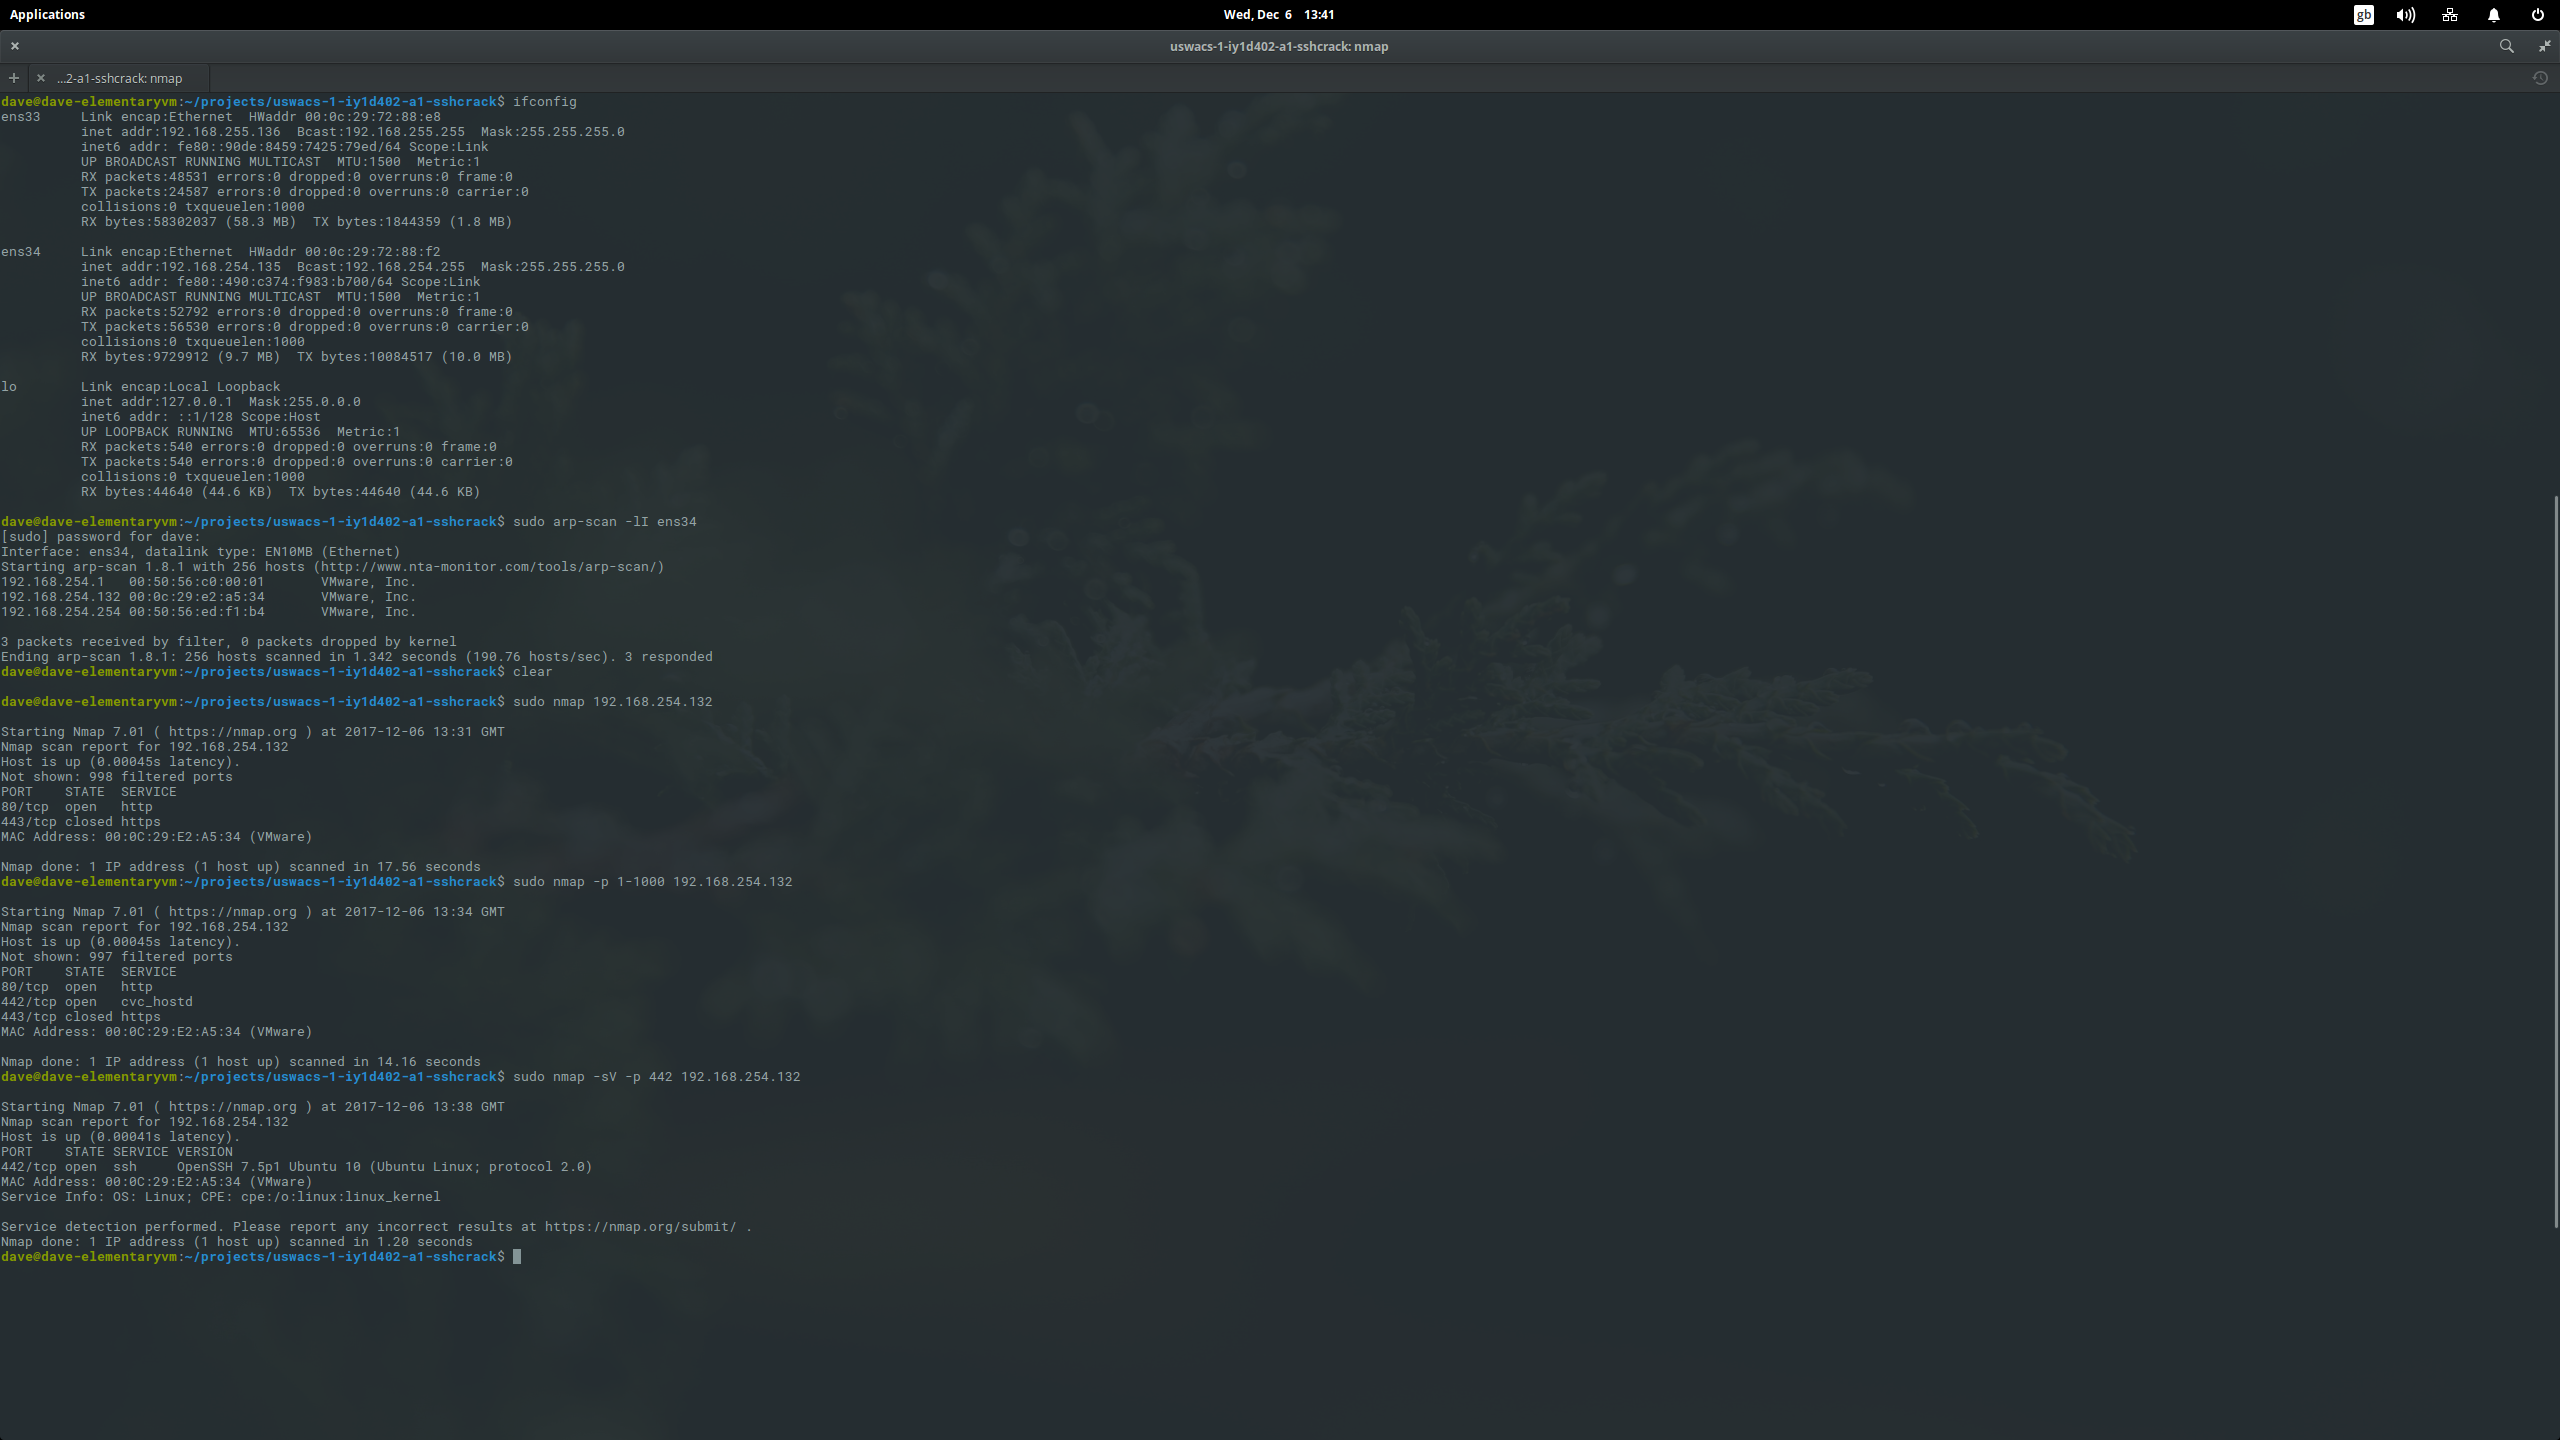 Applications
Wed, Dec 6 13:41
gb
uswacs-1-iy1d402-a1-sshcrack: nmap
...2-a1-sshcrack: nmap
dave@dave-elementaryvm:~/projects/uswacs-1-iy1d402-a1-sshcrack$ ifconfig
ens33     Link encap:Ethernet  HWaddr 00:0c:29:72:88:e8
          inet addr:192.168.255.136  Bcast:192.168.255.255  Mask:255.255.255.0
          inet6 addr: fe80::90de:8459:7425:79ed/64 Scope:Link
          UP BROADCAST RUNNING MULTICAST  MTU:1500  Metric:1
          RX packets:48531 errors:0 dropped:0 overruns:0 frame:0
          TX packets:24587 errors:0 dropped:0 overruns:0 carrier:0
          collisions:0 txqueuelen:1000
          RX bytes:58302037 (58.3 MB)  TX bytes:1844359 (1.8 MB)
ens34     Link encap:Ethernet  HWaddr 00:0c:29:72:88:f2
          inet addr:192.168.254.135  Bcast:192.168.254.255  Mask:255.255.255.0
          inet6 addr: fe80::490:c374:f983:b700/64 Scope:Link
          UP BROADCAST RUNNING MULTICAST  MTU:1500  Metric:1
          RX packets:52792 errors:0 dropped:0 overruns:0 frame:0
          TX packets:56530 errors:0 dropped:0 overruns:0 carrier:0
          collisions:0 txqueuelen:1000
          RX bytes:9729912 (9.7 MB)  TX bytes:10084517 (10.0 MB)
lo        Link encap:Local Loopback
          inet addr:127.0.0.1  Mask:255.0.0.0
          inet6 addr: ::1/128 Scope:Host
          UP LOOPBACK RUNNING  MTU:65536  Metric:1
          RX packets:540 errors:0 dropped:0 overruns:0 frame:0
          TX packets:540 errors:0 dropped:0 overruns:0 carrier:0
          collisions:0 txqueuelen:1000
          RX bytes:44640 (44.6 KB)  TX bytes:44640 (44.6 KB)
dave@dave-elementaryvm:~/projects/uswacs-1-iy1d402-a1-sshcrack$ sudo arp-scan -lI ens34
[sudo] password for dave:
Interface: ens34, datalink type: EN10MB (Ethernet)
Starting arp-scan 1.8.1 with 256 hosts (http://www.nta-monitor.com/tools/arp-scan/)
192.168.254.1   00:50:56:c0:00:01       VMware, Inc.
192.168.254.132 00:0c:29:e2:a5:34       VMware, Inc.
192.168.254.254 00:50:56:ed:f1:b4       VMware, Inc.
3 packets received by filter, 0 packets dropped by kernel
Ending arp-scan 1.8.1: 256 hosts scanned in 1.342 seconds (190.76 hosts/sec). 3 responded
dave@dave-elementaryvm:~/projects/uswacs-1-iy1d402-a1-sshcrack$ clear
dave@dave-elementaryvm:~/projects/uswacs-1-iy1d402-a1-sshcrack$ sudo nmap 192.168.254.132
Starting Nmap 7.01 ( https://nmap.org ) at 2017-12-06 13:31 GMT
Nmap scan report for 192.168.254.132
Host is up (0.00045s latency).
Not shown: 998 filtered ports
PORT    STATE  SERVICE
80/tcp  open   http
443/tcp closed https
MAC Address: 00:0C:29:E2:A5:34 (VMware)
Nmap done: 1 IP address (1 host up) scanned in 17.56 seconds
dave@dave-elementaryvm:~/projects/uswacs-1-iy1d402-a1-sshcrack$ sudo nmap -p 1-1000 192.168.254.132
Starting Nmap 7.01 ( https://nmap.org ) at 2017-12-06 13:34 GMT
Nmap scan report for 192.168.254.132
Host is up (0.00045s latency).
Not shown: 997 filtered ports
PORT    STATE  SERVICE
80/tcp  open   http
442/tcp open   cvc_hostd
443/tcp closed https
MAC Address: 00:0C:29:E2:A5:34 (VMware)
Nmap done: 1 IP address (1 host up) scanned in 14.16 seconds
dave@dave-elementaryvm:~/projects/uswacs-1-iy1d402-a1-sshcrack$ sudo nmap -sV -p 442 192.168.254.132
Starting Nmap 7.01 ( https://nmap.org ) at 2017-12-06 13:38 GMT
Nmap scan report for 192.168.254.132
Host is up (0.00041s latency).
PORT    STATE SERVICE VERSION
442/tcp open  ssh     OpenSSH 7.5p1 Ubuntu 10 (Ubuntu Linux; protocol 2.0)
MAC Address: 00:0C:29:E2:A5:34 (VMware)
Service Info: OS: Linux; CPE: cpe:/o:linux:linux_kernel
Service detection performed. Please report any incorrect results at https://nmap.org/submit/ .
Nmap done: 1 IP address (1 host up) scanned in 1.20 seconds
dave@dave-elementaryvm:~/projects/uswacs-1-iy1d402-a1-sshcrack$